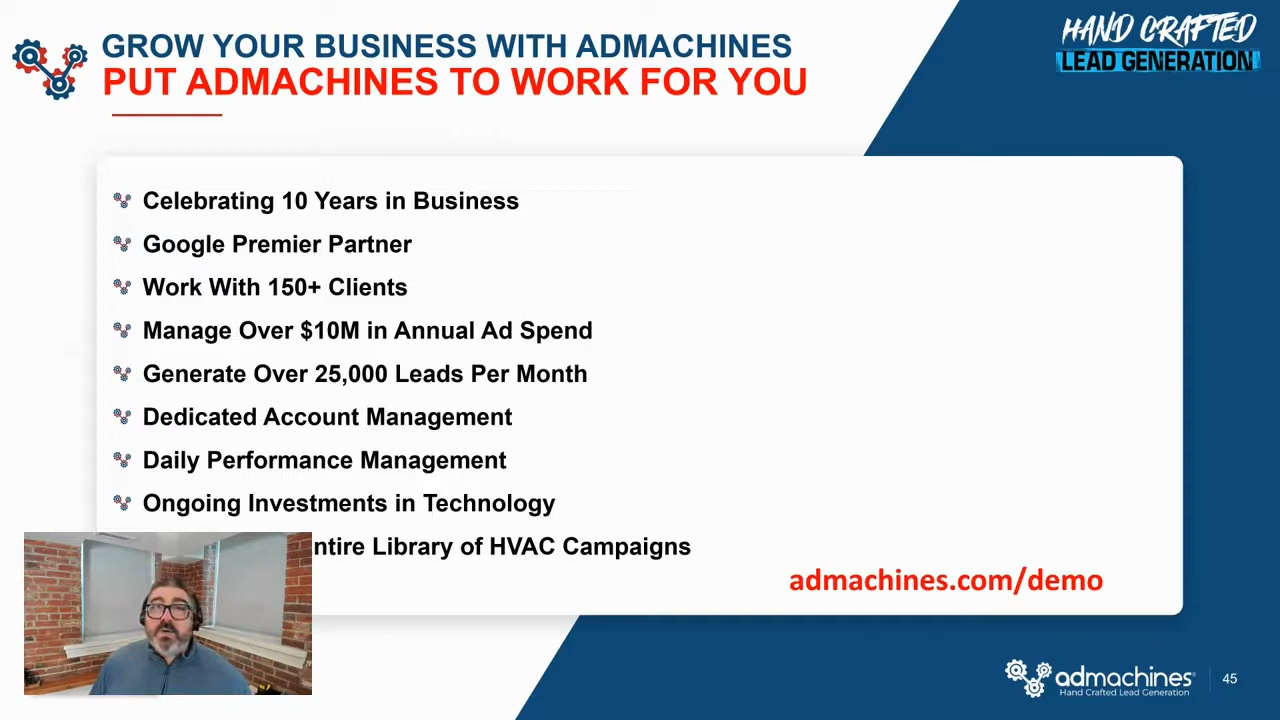 GROW YOUR BUSINESS WITH ADMACHINES
PUT ADMACHINES TO WORK FOR YOU
HAND CRAFTED
LEAD GENERATION
Celebrating 10 Years in Business
Google Premier Partner
Work With 150+ Clients
Manage Over $10M in Annual Ad Spend
Generate Over 25,000 Leads Per Month
Dedicated Account Management
Daily Performance Management
Ongoing Investments in Technology
ntire Library of HVAC Campaigns
admachines.com/demo
admachines®
Hand Crafted Lead Generation
45